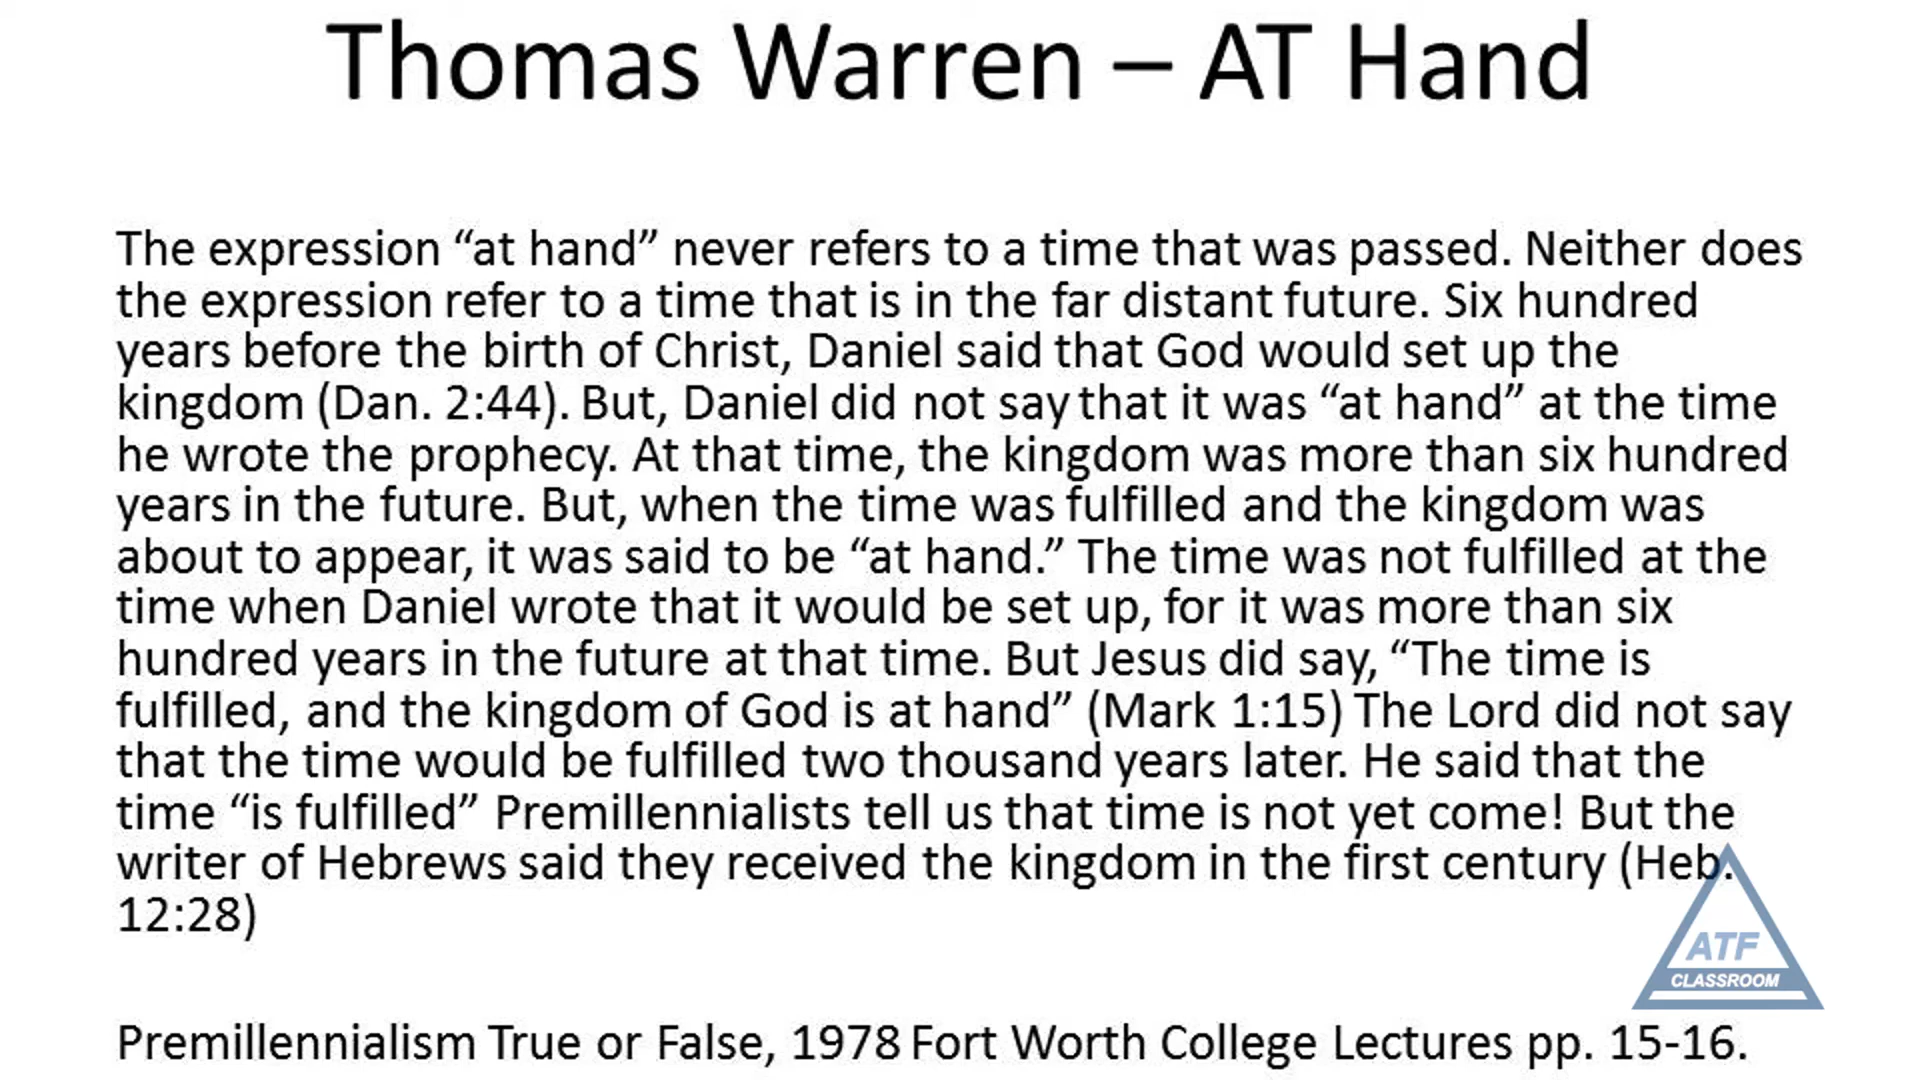 Thomas Warren – AT Hand
The expression “at hand” never refers to a time that was passed. Neither does
the expression refer to a time that is in the far distant future. Six hundred
years before the birth of Christ, Daniel said that God would set up the
kingdom (Dan. 2:44). But, Daniel did not say that it was “at hand” at the time
he wrote the prophecy. At that time, the kingdom was more than six hundred
years in the future. But, when the time was fulfilled and the kingdom was
about to appear, it was said to be “at hand.” The time was not fulfilled at the
time when Daniel wrote that it would be set up, for it was more than six
hundred years in the future at that time. But Jesus did say, “The time is
fulfilled, and the kingdom of God is at hand” (Mark 1:15) The Lord did not say
that the time would be fulfilled two thousand years later. He said that the
time “is fulfilled” Premillennialists tell us that time is not yet come! But the
writer of Hebrews said they received the kingdom in the first century (Heb.
12:28)
ATF
CLASSROOM
Premillennialism True or False, 1978 Fort Worth College Lectures pp. 15-16.